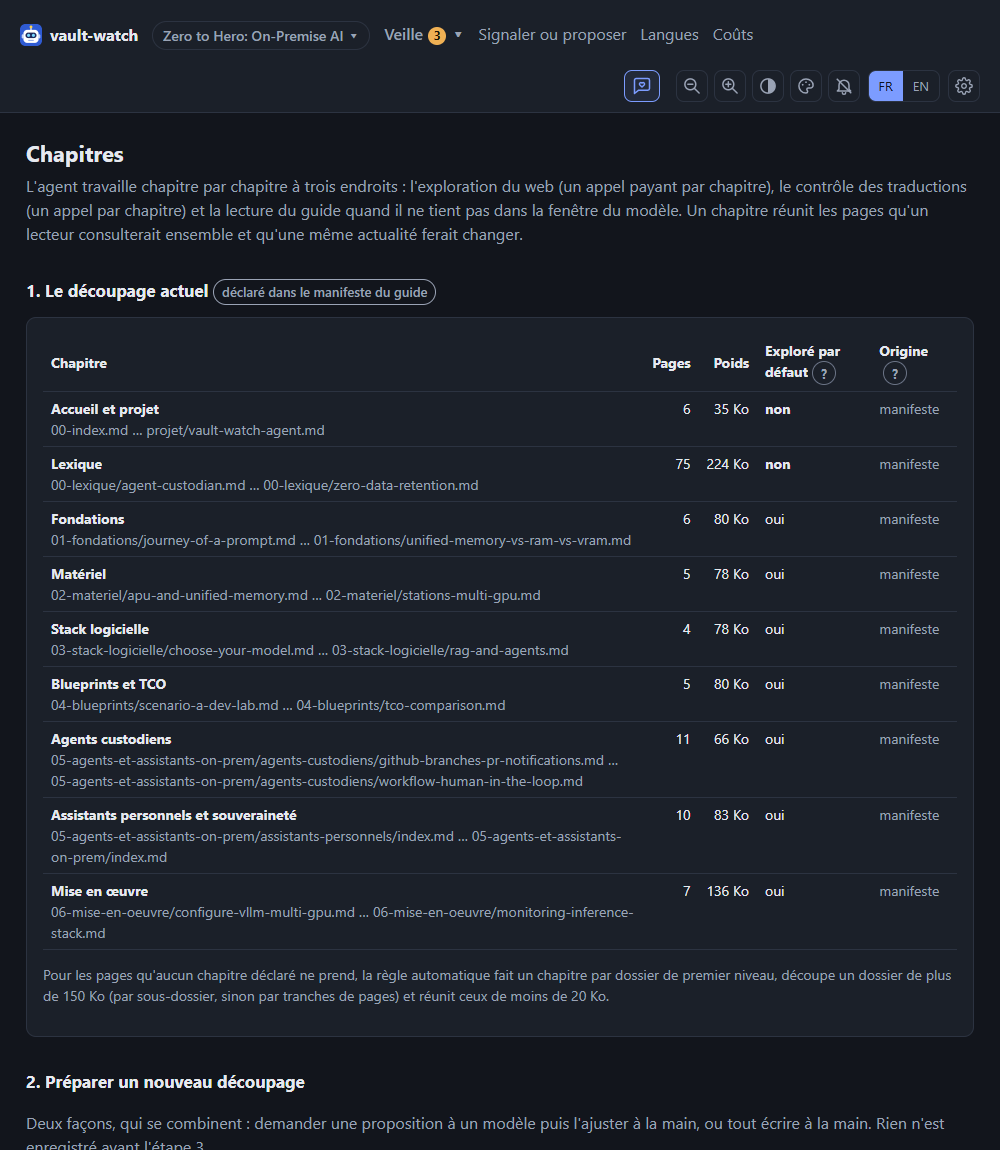 vault-watch
Zero to Hero: On-Premise AI
Veille 3
Signaler ou proposer
Langues
Coûts
FR
EN
Chapitres
L'agent travaille chapitre par chapitre à trois endroits : l'exploration du web (un appel payant par chapitre), le contrôle des traductions
(un appel par chapitre) et la lecture du guide quand il ne tient pas dans la fenêtre du modèle. Un chapitre réunit les pages qu'un
lecteur consulterait ensemble et qu'une même actualité ferait changer.
1. Le découpage actuel déclaré dans le manifeste du guide
Chapitre Pages Poids Exploré par défaut ? Origine ?
Accueil et projet 6 35 Ko non manifeste
00-index.md ... projet/vault-watch-agent.md
Lexique 75 224 Ko non manifeste
00-lexique/agent-custodian.md ... 00-lexique/zero-data-retention.md
Fondations 6 80 Ko oui manifeste
01-fondations/journey-of-a-prompt.md ... 01-fondations/unified-memory-vs-ram-vs-vram.md
Matériel 5 78 Ko oui manifeste
02-materiel/apu-and-unified-memory.md ... 02-materiel/stations-multi-gpu.md
Stack logicielle 4 78 Ko oui manifeste
03-stack-logicielle/choose-your-model.md ... 03-stack-logicielle/rag-and-agents.md
Blueprints et TCO 5 80 Ko oui manifeste
04-blueprints/scenario-a-dev-lab.md ... 04-blueprints/tco-comparison.md
Agents custodiens 11 66 Ko oui manifeste
05-agents-et-assistants-on-prem/agents-custodiens/github-branches-pr-notifications.md ...
05-agents-et-assistants-on-prem/agents-custodiens/workflow-human-in-the-loop.md
Assistants personnels et souveraineté 10 83 Ko oui manifeste
05-agents-et-assistants-on-prem/assistants-personnels/index.md ... 05-agents-et-assistants-
on-prem/index.md
Mise en œuvre 7 136 Ko oui manifeste
06-mise-en-oeuvre/configure-vllm-multi-gpu.md ... 06-mise-en-oeuvre/monitoring-inference-
stack.md
Pour les pages qu'aucun chapitre déclaré ne prend, la règle automatique fait un chapitre par dossier de premier niveau, découpe un dossier de plus
de 150 Ko (par sous-dossier, sinon par tranches de pages) et réunit ceux de moins de 20 Ko.
2. Préparer un nouveau découpage
Deux façons, qui se combinent : demander une proposition à un modèle puis l'ajuster à la main, ou tout écrire à la main. Rien n'est
enregistré avant l'étape 3.